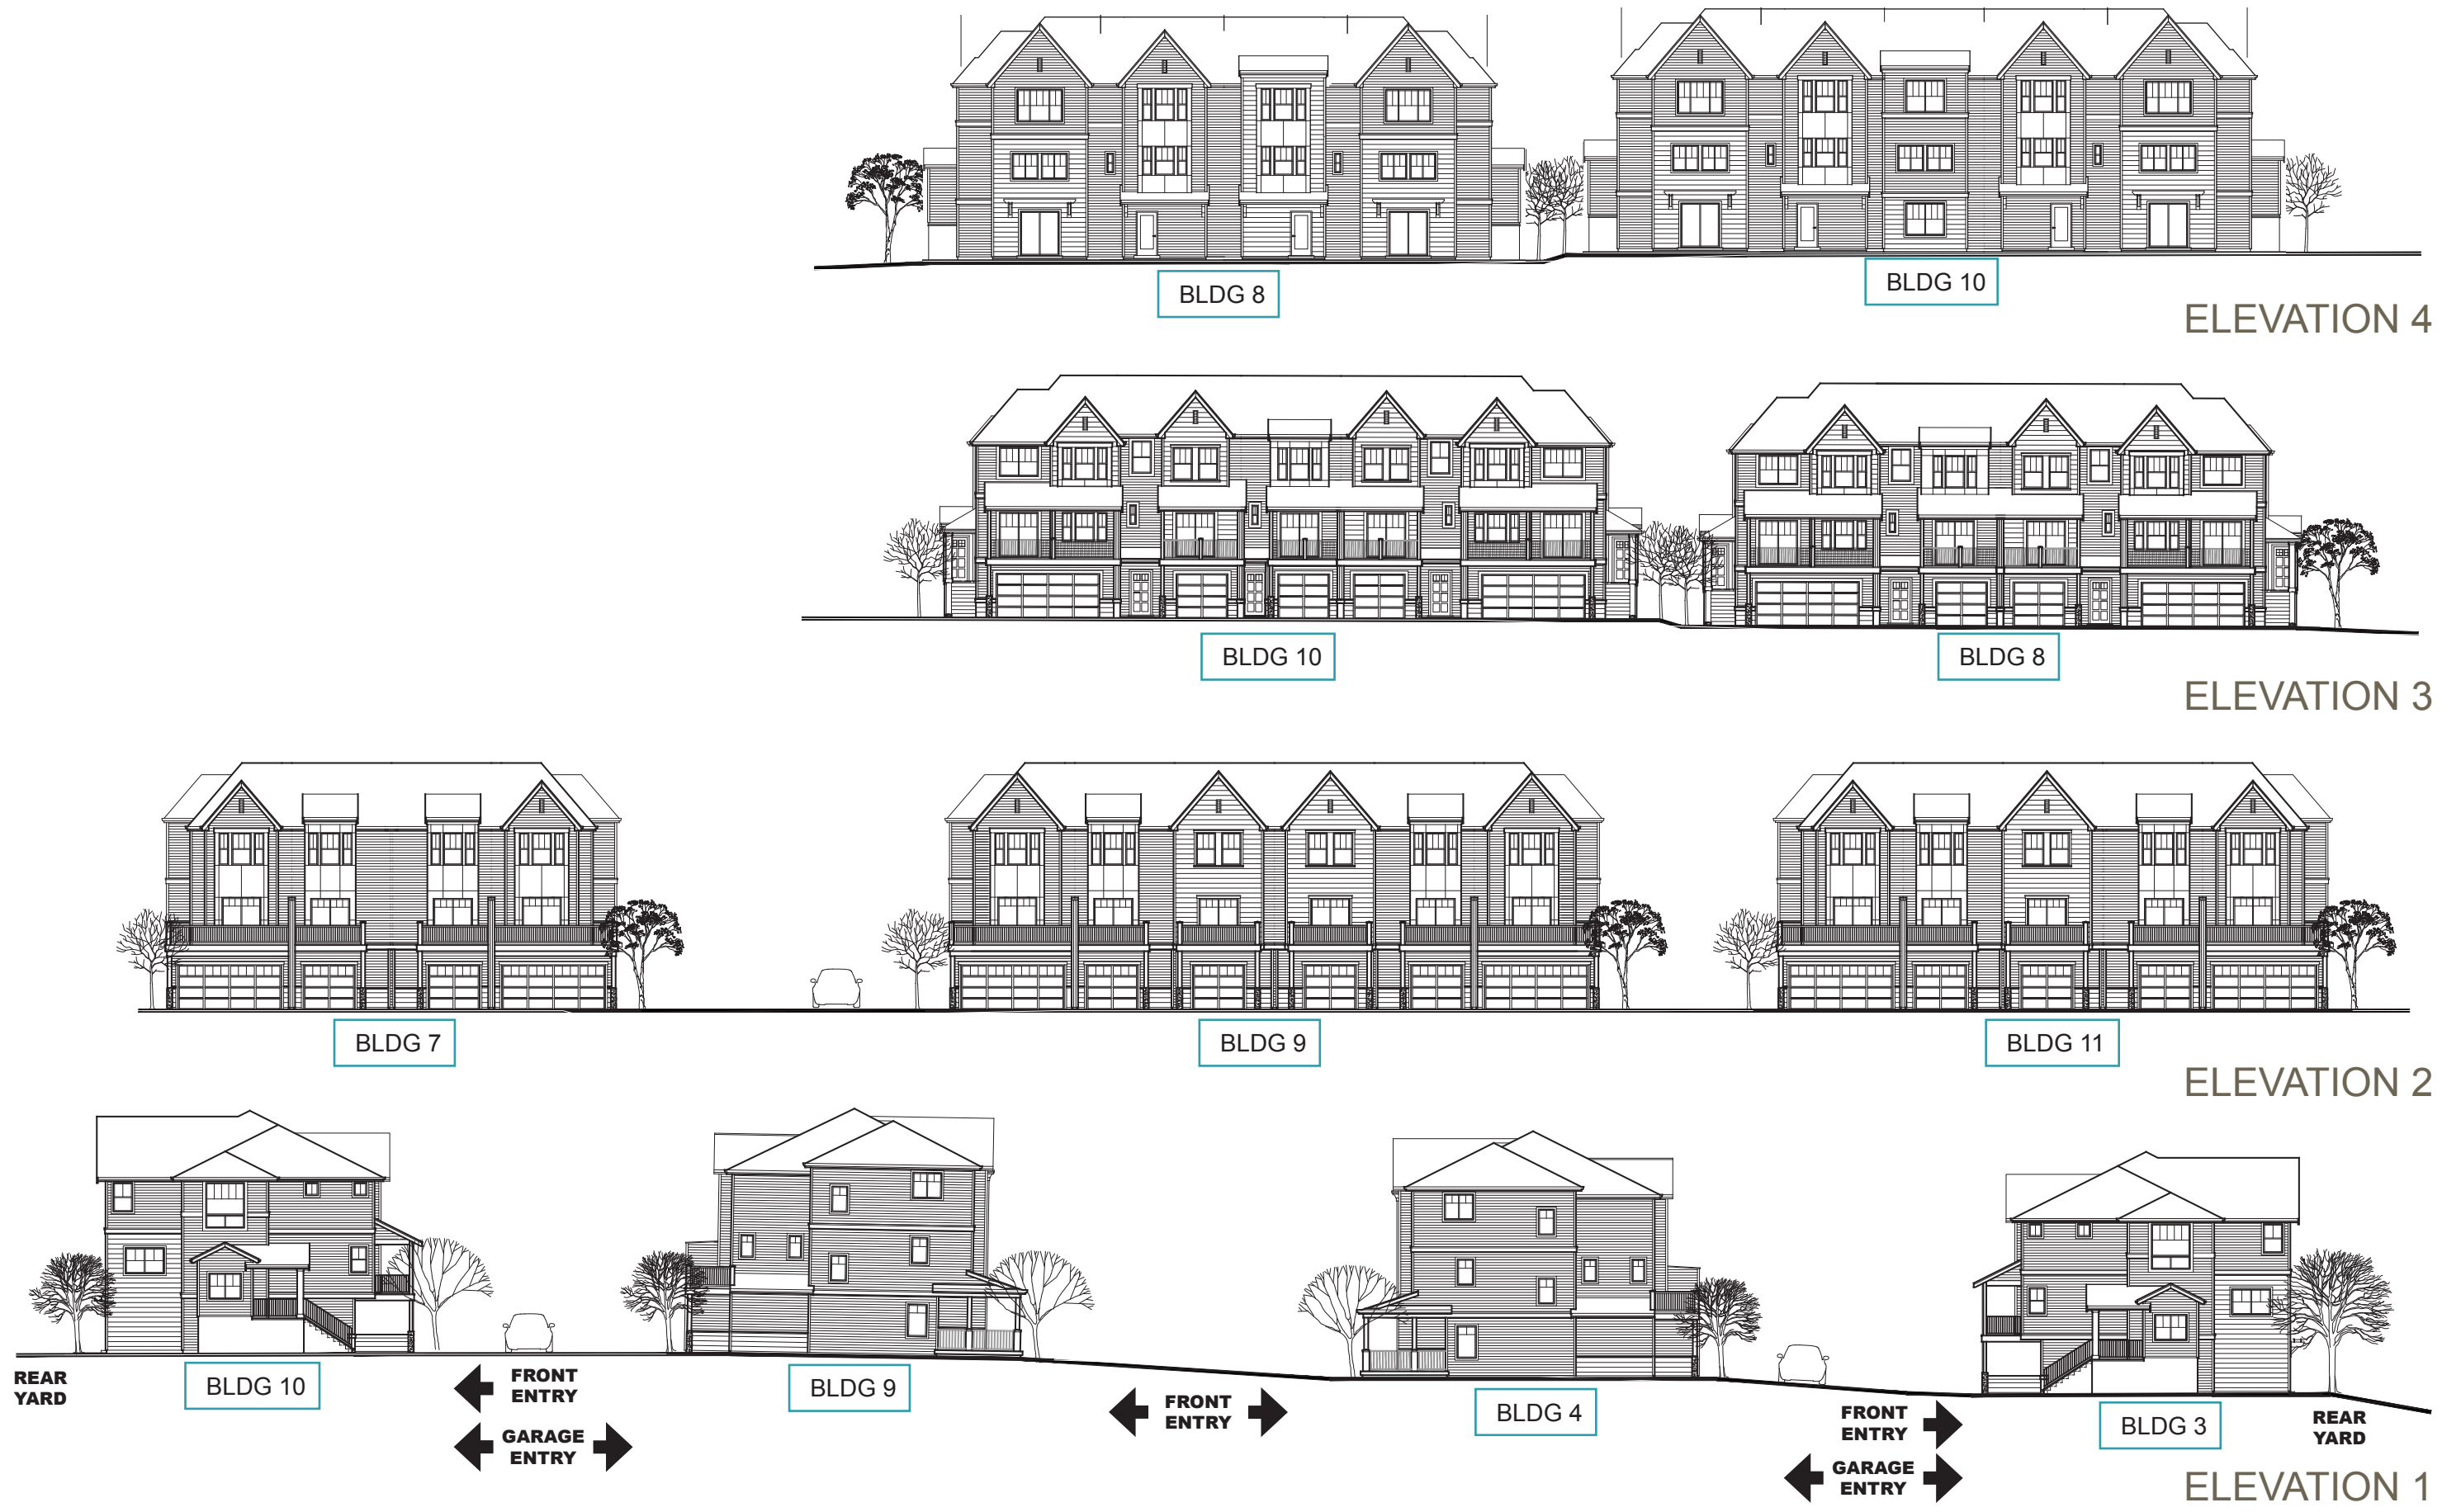 BLDG 8
BLDG 10
ELEVATION 4
BLDG 10
BLDG 8
ELEVATION 3
BLDG 7
BLDG 9
BLDG 11
ELEVATION 2
REAR
YARD
BLDG 10
FRONT
ENTRY
GARAGE
ENTRY
BLDG 9
FRONT
ENTRY
BLDG 4
FRONT
ENTRY
GARAGE
ENTRY
BLDG 3
REAR
YARD
ELEVATION 1